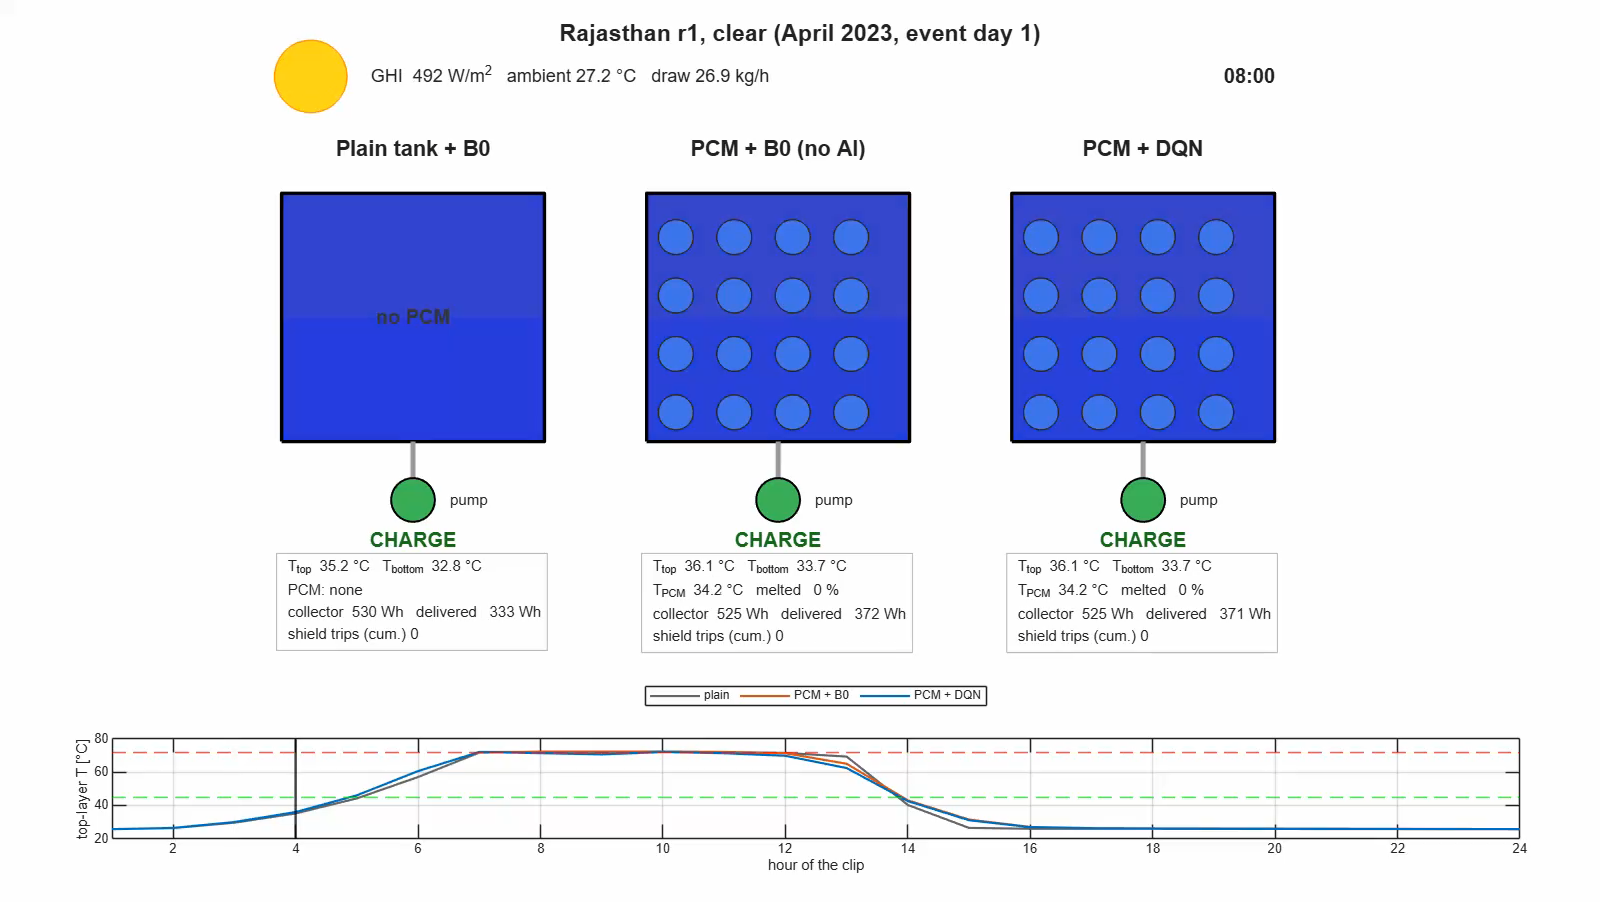 Rajasthan r1, clear (April 2023, event day 1)
GHI 492 W/m² ambient 27.2 °C draw 26.9 kg/h
08:00
Plain tank + B0
PCM + B0 (no AI)
PCM + DQN
no PCM
pump
pump
pump
CHARGE
CHARGE
CHARGE
Ttop 35.2 °C Tbottom 32.8 °C
PCM: none
collector 530 Wh delivered 333 Wh
shield trips (cum.) 0
Ttop 36.1 °C Tbottom 33.7 °C
TPCM 34.2 °C melted 0 %
collector 525 Wh delivered 372 Wh
shield trips (cum.) 0
Ttop 36.1 °C Tbottom 33.7 °C
TPCM 34.2 °C melted 0 %
collector 525 Wh delivered 371 Wh
shield trips (cum.) 0
plain PCM + B0 PCM + DQN
top-layer T [°C]
80
60
40
20
2 4 6 8 10 12 14 16 18 20 22 24
hour of the clip